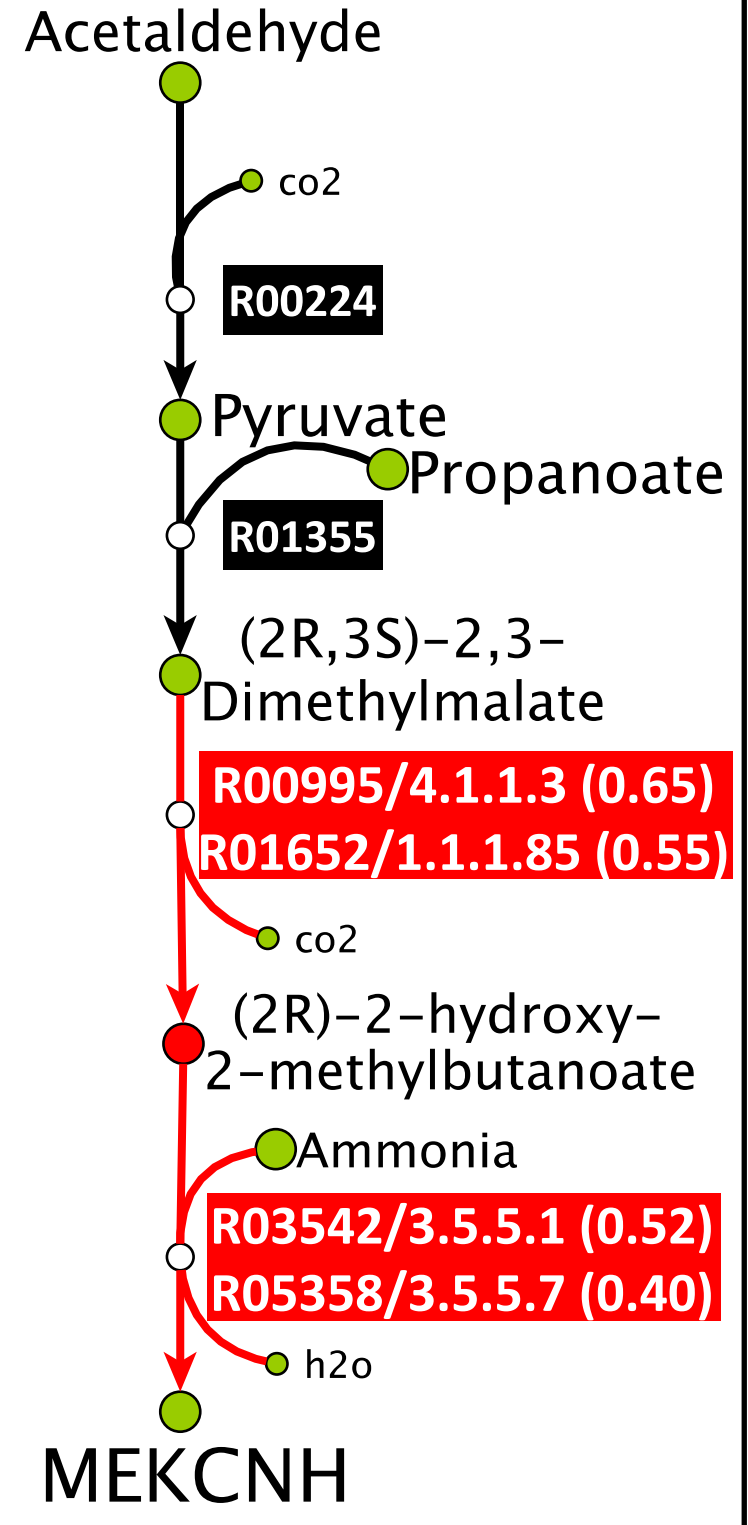 Acetaldehyde
co2
R00224
Pyruvate
Propanoate
R01355
(2R,3S)-2,3-
Dimethylmalate
R00995/4.1.1.3 (0.65)
R01652/1.1.1.85 (0.55)
co2
(2R)-2-hydroxy-
2-methylbutanoate
Ammonia
R03542/3.5.5.1 (0.52)
R05358/3.5.5.7 (0.40)
h2o
MEKCNH